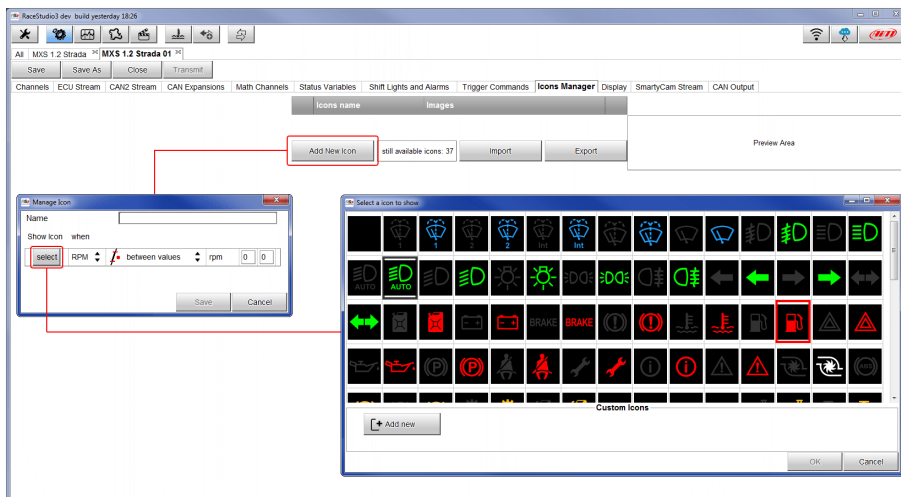 RaceStudio3 dev build yesterday 18:26
AiM
All MXS 1.2 Strada MXS 1.2 Strada 01
Save Save As Close Transmit
Channels ECU Stream CAN2 Stream CAN Expansions Math Channels Status Variables Shift Lights and Alarms Trigger Commands Icons Manager Display SmartyCam Stream CAN Output
Icons name Images
Add New Icon still available icons: 37 Import Export
Preview Area
Manage Icon
Name
Show Icon when
select RPM between values rpm 0 0
Save Cancel
Select a icon to show
1 1 2 2 Int Int
AUTO AUTO
BRAKE BRAKE
(P) (P) i i ABS
Custom Icons
Add new
OK Cancel